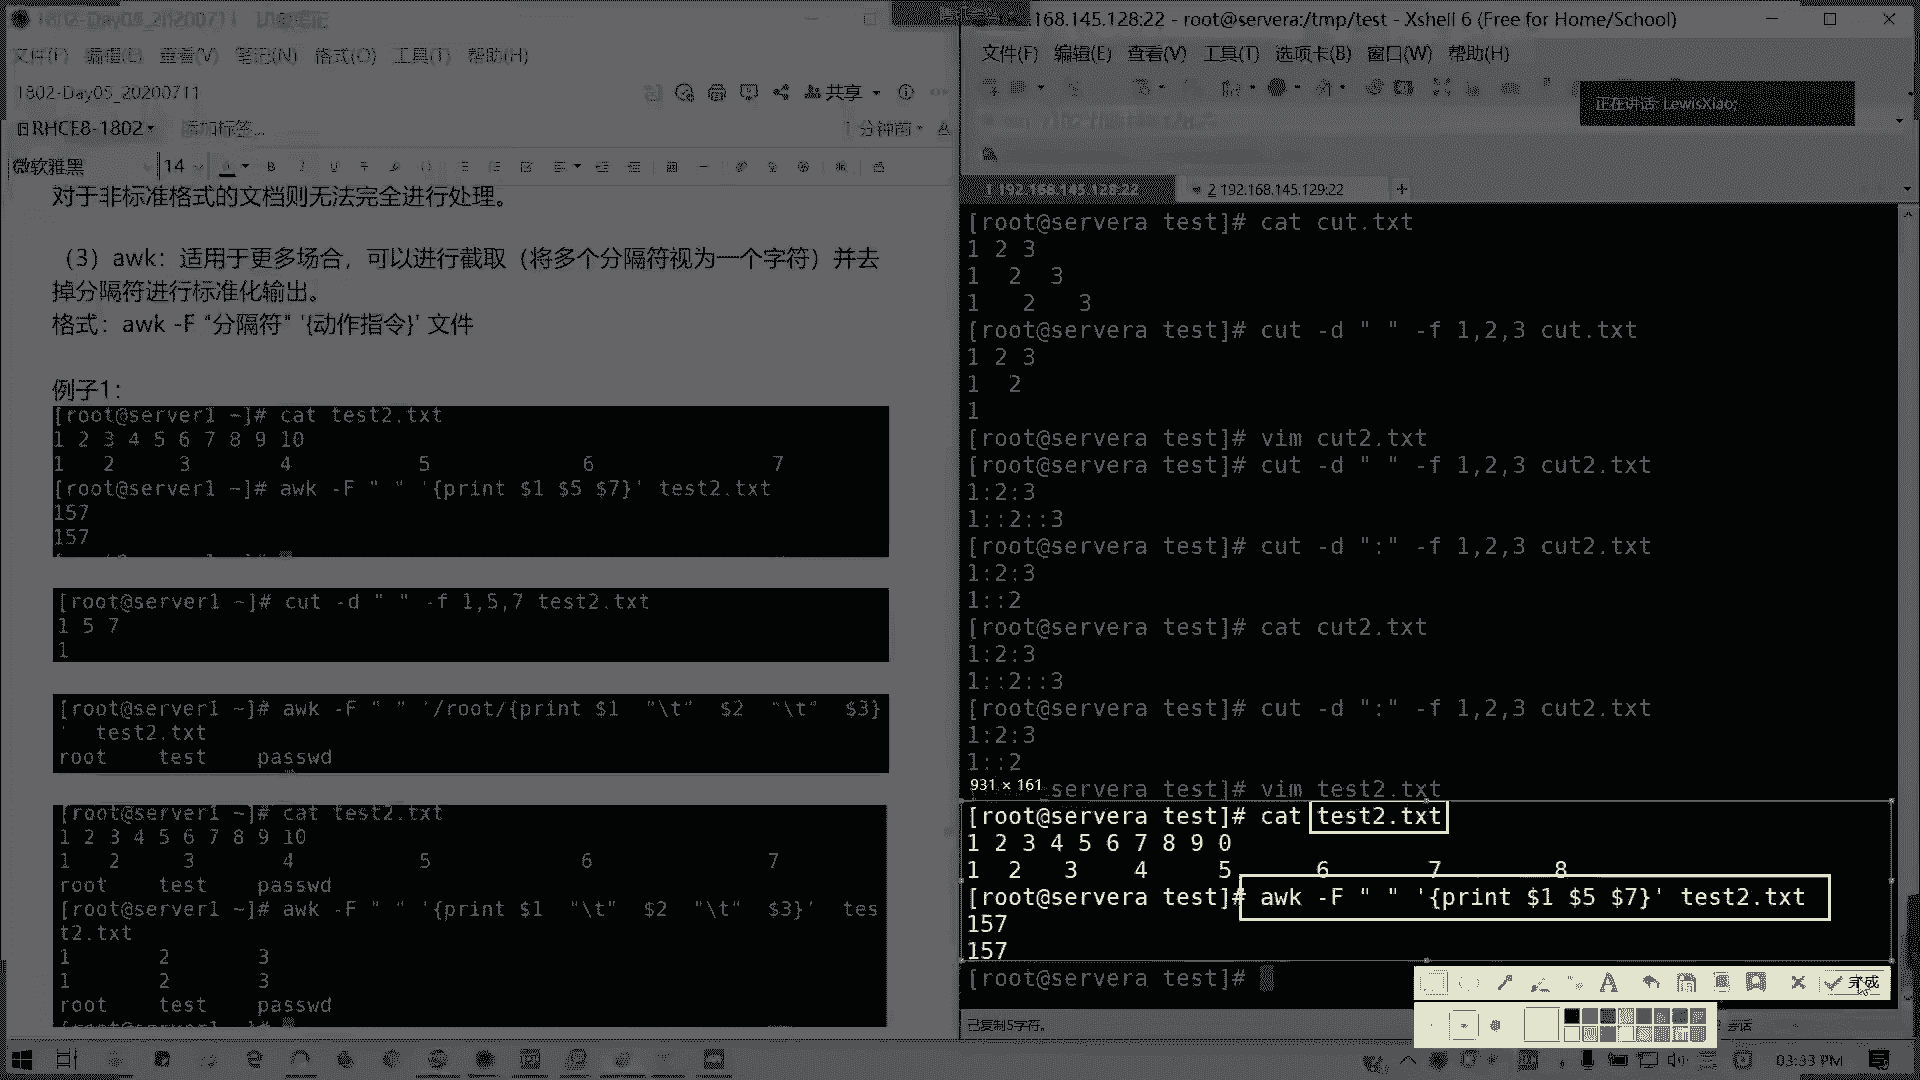 文件(F) 编辑(E) 查看(V) 笔记(N) 格式(O) 工具(T) 帮助(H)
1802-Day05_20200711
共享
RHCE8-1802
添加标签...
1 分钟前
微软雅黑 14
对于非标准格式的文档则无法完全进行处理。
（3）awk：适用于更多场合，可以进行截取（将多个分隔符视为一个字符）并去
掉分隔符进行标准化输出。
格式：awk -F "分隔符" '{动作指令}' 文件
例子1：
[root@server1 ~]# cat test2.txt
1 2 3 4 5 6 7 8 9 10
1 2 3 4 5 6 7
[root@server1 ~]# awk -F " " '{print $1 $5 $7}' test2.txt
157
157
[root@server1 ~]# cut -d " " -f 1,5,7 test2.txt
1 5 7
1
[root@server1 ~]# awk -F " " '/root/{print $1 "\t" $2 "\t" $3}
' test2.txt
root test passwd
[root@server1 ~]# cat test2.txt
1 2 3 4 5 6 7 8 9 10
1 2 3 4 5 6 7
root test passwd
[root@server1 ~]# awk -F " " '{print $1 "\t" $2 "\t" $3}' tes
t2.txt
1 2 3
1 2 3
root test passwd
168.145.128:22 - root@servera:/tmp/test - Xshell 6 (Free for Home/School)
文件(F) 编辑(E) 查看(V) 工具(T) 选项卡(B) 窗口(W) 帮助(H)
正在讲话: LewisXiao;
1 192.168.145.128:22
2 192.168.145.129:22
[root@servera test]# cat cut.txt
1 2 3
1  2  3
1   2   3
[root@servera test]# cut -d " " -f 1,2,3 cut.txt
1 2 3
1  2
1
[root@servera test]# vim cut2.txt
[root@servera test]# cut -d " " -f 1,2,3 cut2.txt
1:2:3
1::2::3
[root@servera test]# cut -d ":" -f 1,2,3 cut2.txt
1:2:3
1::2
[root@servera test]# cat cut2.txt
1:2:3
1::2::3
[root@servera test]# cut -d ":" -f 1,2,3 cut2.txt
1:2:3
1::2
931 × 161
servera test]# vim test2.txt
[root@servera test]# cat test2.txt
1 2 3 4 5 6 7 8 9 0
1  2   3    4     5      6       7        8
[root@servera test]# awk -F " " '{print $1 $5 $7}' test2.txt
157
157
[root@servera test]#
完成
已复制5字符。
03:33 PM